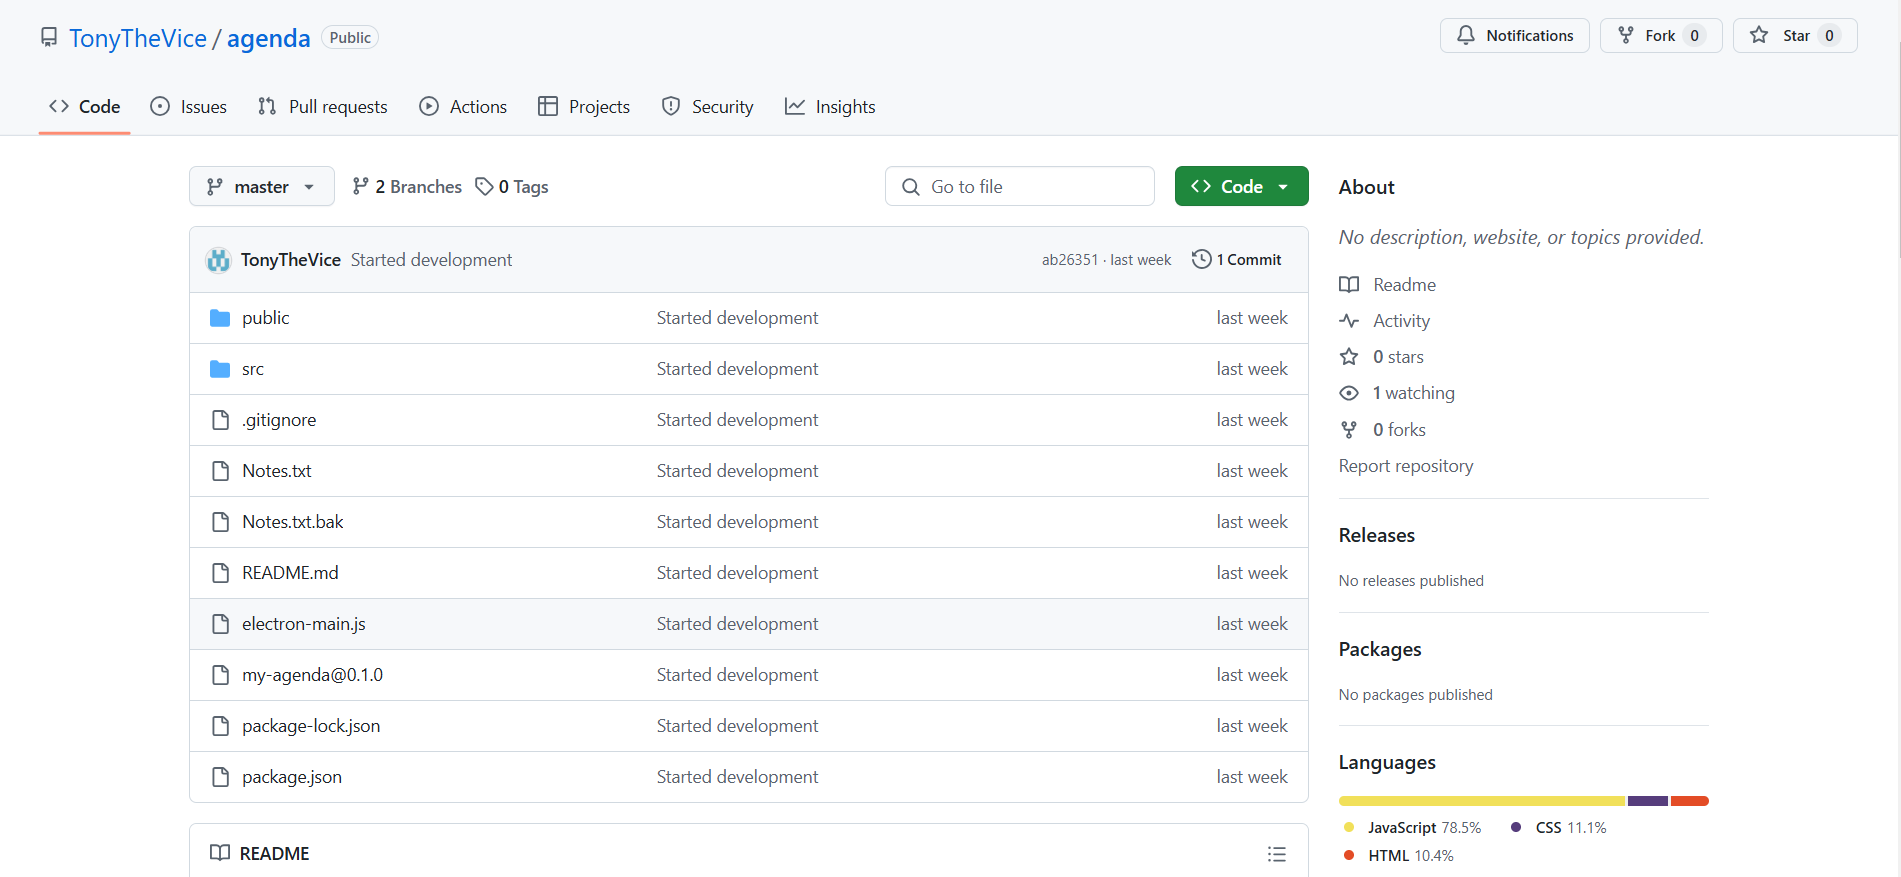 TonyTheVice / agenda Public
Notifications Fork 0 Star 0
Code Issues Pull requests Actions Projects Security Insights
master 2 Branches 0 Tags Go to file Code
TonyTheVice Started development ab26351 · last week 1 Commit
public Started development last week
src Started development last week
.gitignore Started development last week
Notes.txt Started development last week
Notes.txt.bak Started development last week
README.md Started development last week
electron-main.js Started development last week
my-agenda@0.1.0 Started development last week
package-lock.json Started development last week
package.json Started development last week
README
About
No description, website, or topics provided.
Readme
Activity
0 stars
1 watching
0 forks
Report repository
Releases
No releases published
Packages
No packages published
Languages
JavaScript 78.5% CSS 11.1%
HTML 10.4%